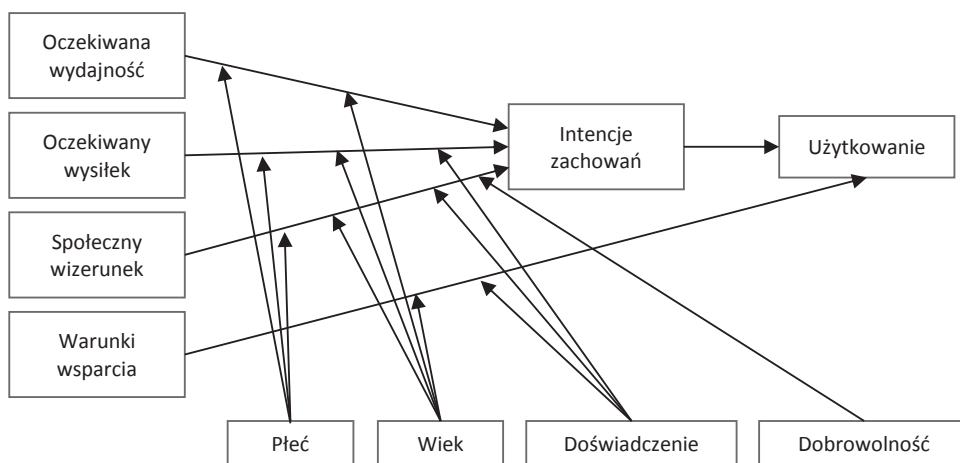 Oczekiwana
wydajność
Oczekiwany
wysiłek
Społeczny
wizerunek
Warunki
wsparcia
Intencje
zachowań
Użytkowanie
Płeć
Wiek
Doświadczenie
Dobrowolność